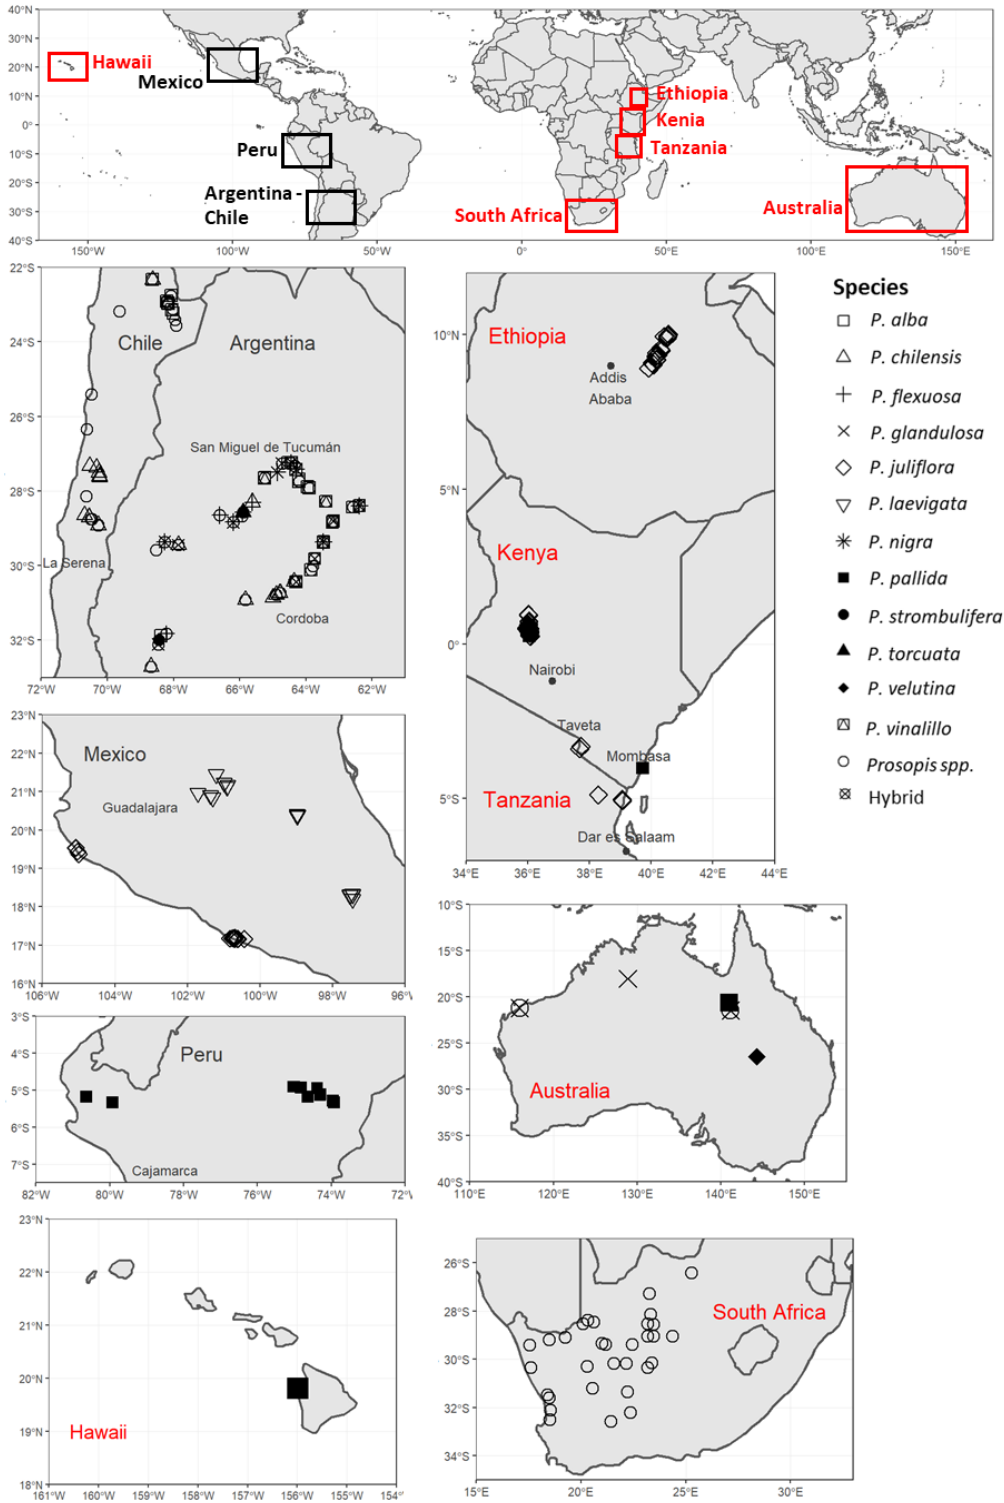 40°N
30°N
20°N
10°N
0°
10°S
20°S
30°S
40°S
Hawaii
Mexico
Peru
Argentina -
Chile
Ethiopia
Kenia
Tanzania
South Africa
Australia
150°W
100°W
50°W
0°
50°E
100°E
150°E
22°S
24°S
26°S
28°S
30°S
32°S
Chile
Argentina
San Miguel de Tucumán
La Serena
Cordoba
72°W
70°W
68°W
66°W
64°W
62°W
10°N
5°N
0°
5°S
Ethiopia
Addis
Ababa
Kenya
Nairobi
Taveta
Mombasa
Tanzania
Dar es Salaam
34°E
36°E
38°E
40°E
42°E
44°E
Species
P. alba
P. chilensis
P. flexuosa
P. glandulosa
P. juliflora
P. laevigata
P. nigra
P. pallida
P. strombulifera
P. torcuata
P. velutina
P. vinalillo
Prosopis spp.
Hybrid
23°N
22°N
21°N
20°N
19°N
18°N
17°N
16°N
Mexico
Guadalajara
106°W
104°W
102°W
100°W
98°W
96°
3°S
4°S
5°S
6°S
7°S
Peru
Cajamarca
82°W
80°W
78°W
76°W
74°W
72°
10°S
15°S
20°S
25°S
30°S
35°S
40°S
Australia
110°E
120°E
130°E
140°E
150°E
23°N
22°N
21°N
20°N
19°N
18°N
Hawaii
161°W
160°W
159°W
158°W
157°W
156°W
155°W
154°
26°S
28°S
30°S
32°S
34°S
South Africa
15°E
20°E
25°E
30°E